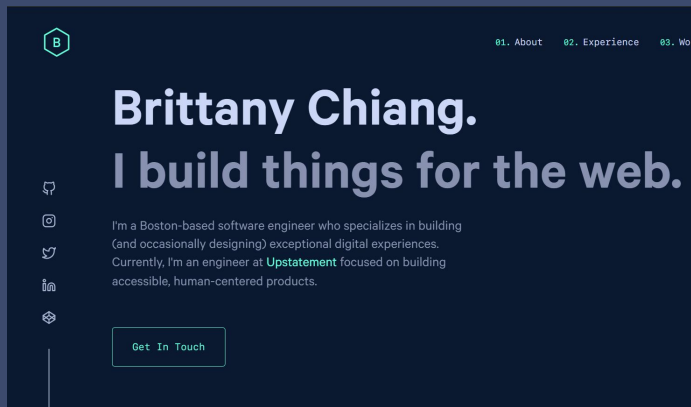 B
01. About 02. Experience 03. Wo
Brittany Chiang.
I build things for the web.
I'm a Boston-based software engineer who specializes in building
(and occasionally designing) exceptional digital experiences.
Currently, I'm an engineer at Upstatement focused on building
accessible, human-centered products.
Get In Touch